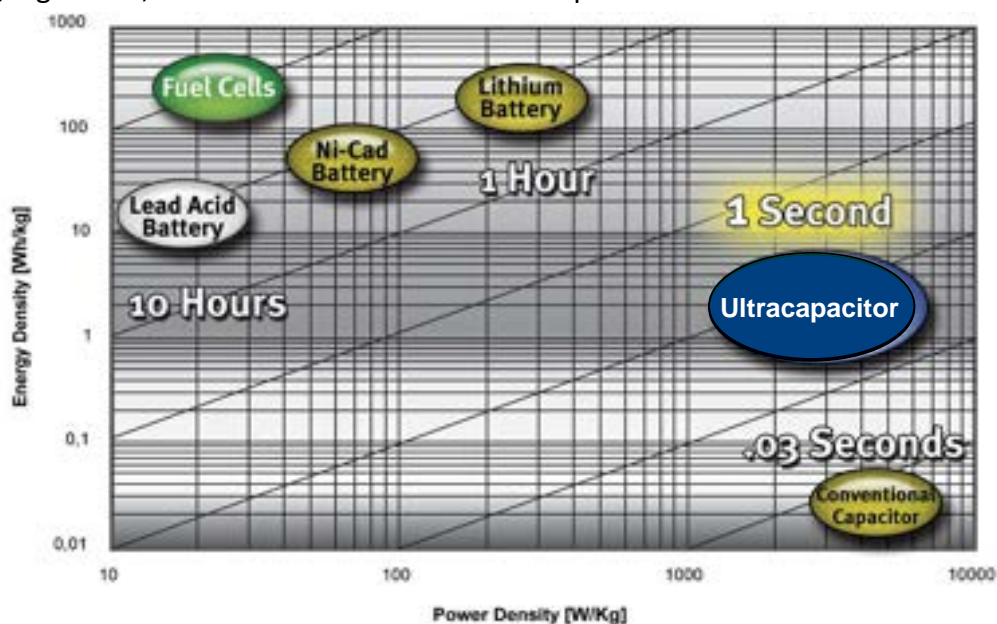 1000
Fuel Cells
Lithium
Battery
100
Ni-Cad
Battery
1 Hour
Lead Acid
Battery
1 Second
10
10 Hours
Ultracapacitor
1
0,1
.03 Seconds
Conventional
Capacitor
0,01
10
100
1000
10000
Energy Density [Wh/kg]
Power Density [W/Kg]